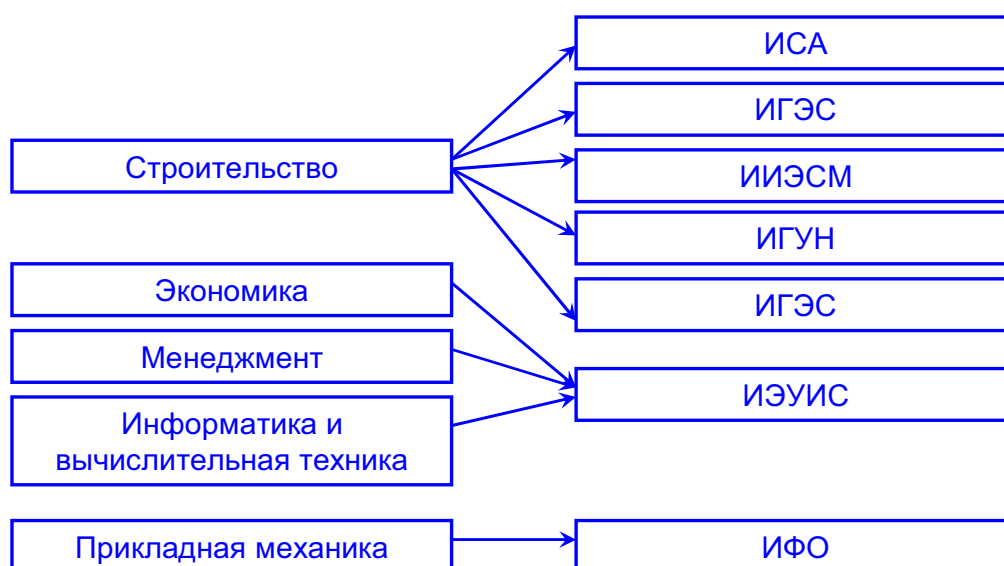 ИСА
ИГЭС
Строительство
ИИЭСМ
ИГУН
Экономика
ИГЭС
Менеджмент
ИЭУИС
Информатика и
вычислительная техника
Прикладная механика
ИФО